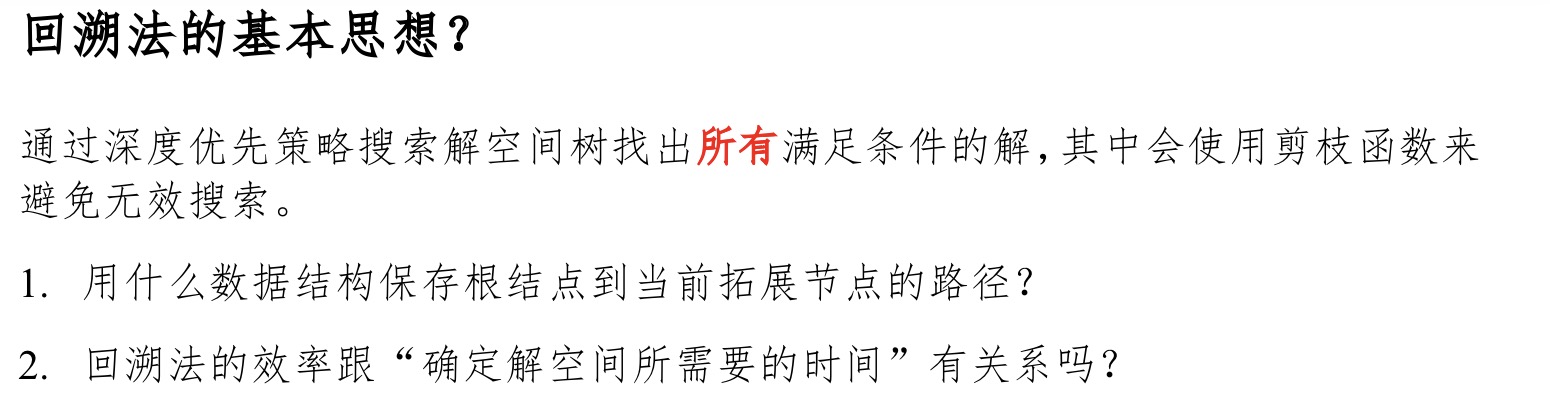 回溯法的基本思想？
通过深度优先策略搜索解空间树找出所有满足条件的解，其中会使用剪枝函数来
避免无效搜索。
1. 用什么数据结构保存根结点到当前拓展节点的路径？
2. 回溯法的效率跟“确定解空间所需要的时间”有关系吗？